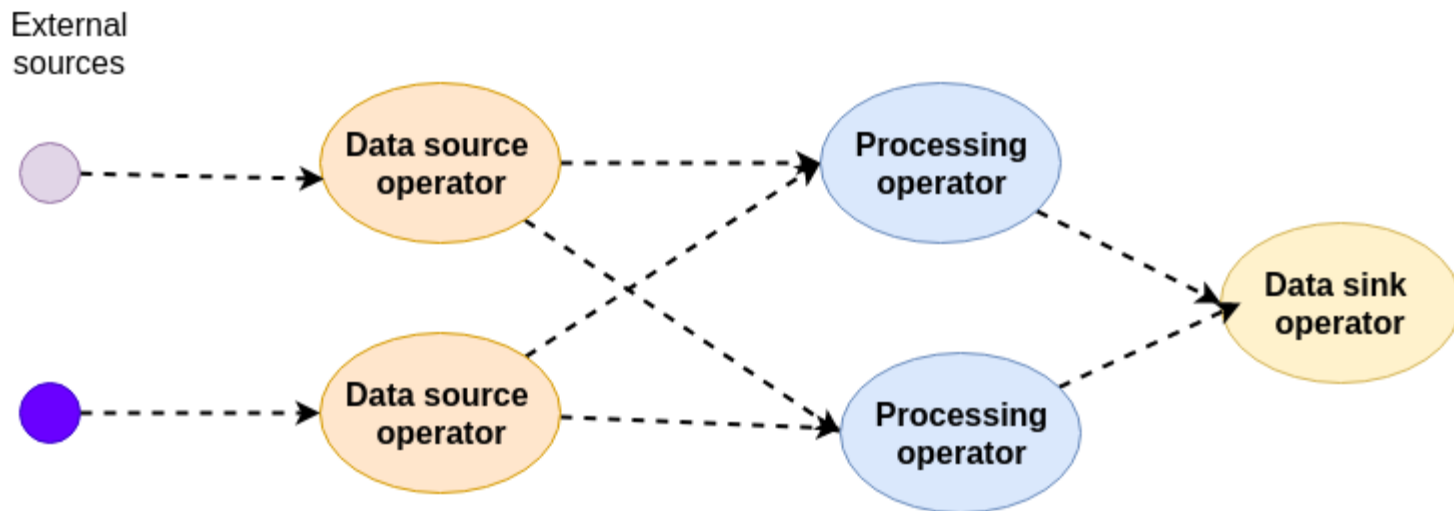 External
sources
Data source
operator
Processing
operator
Data sink
operator
Data source
operator
Processing
operator